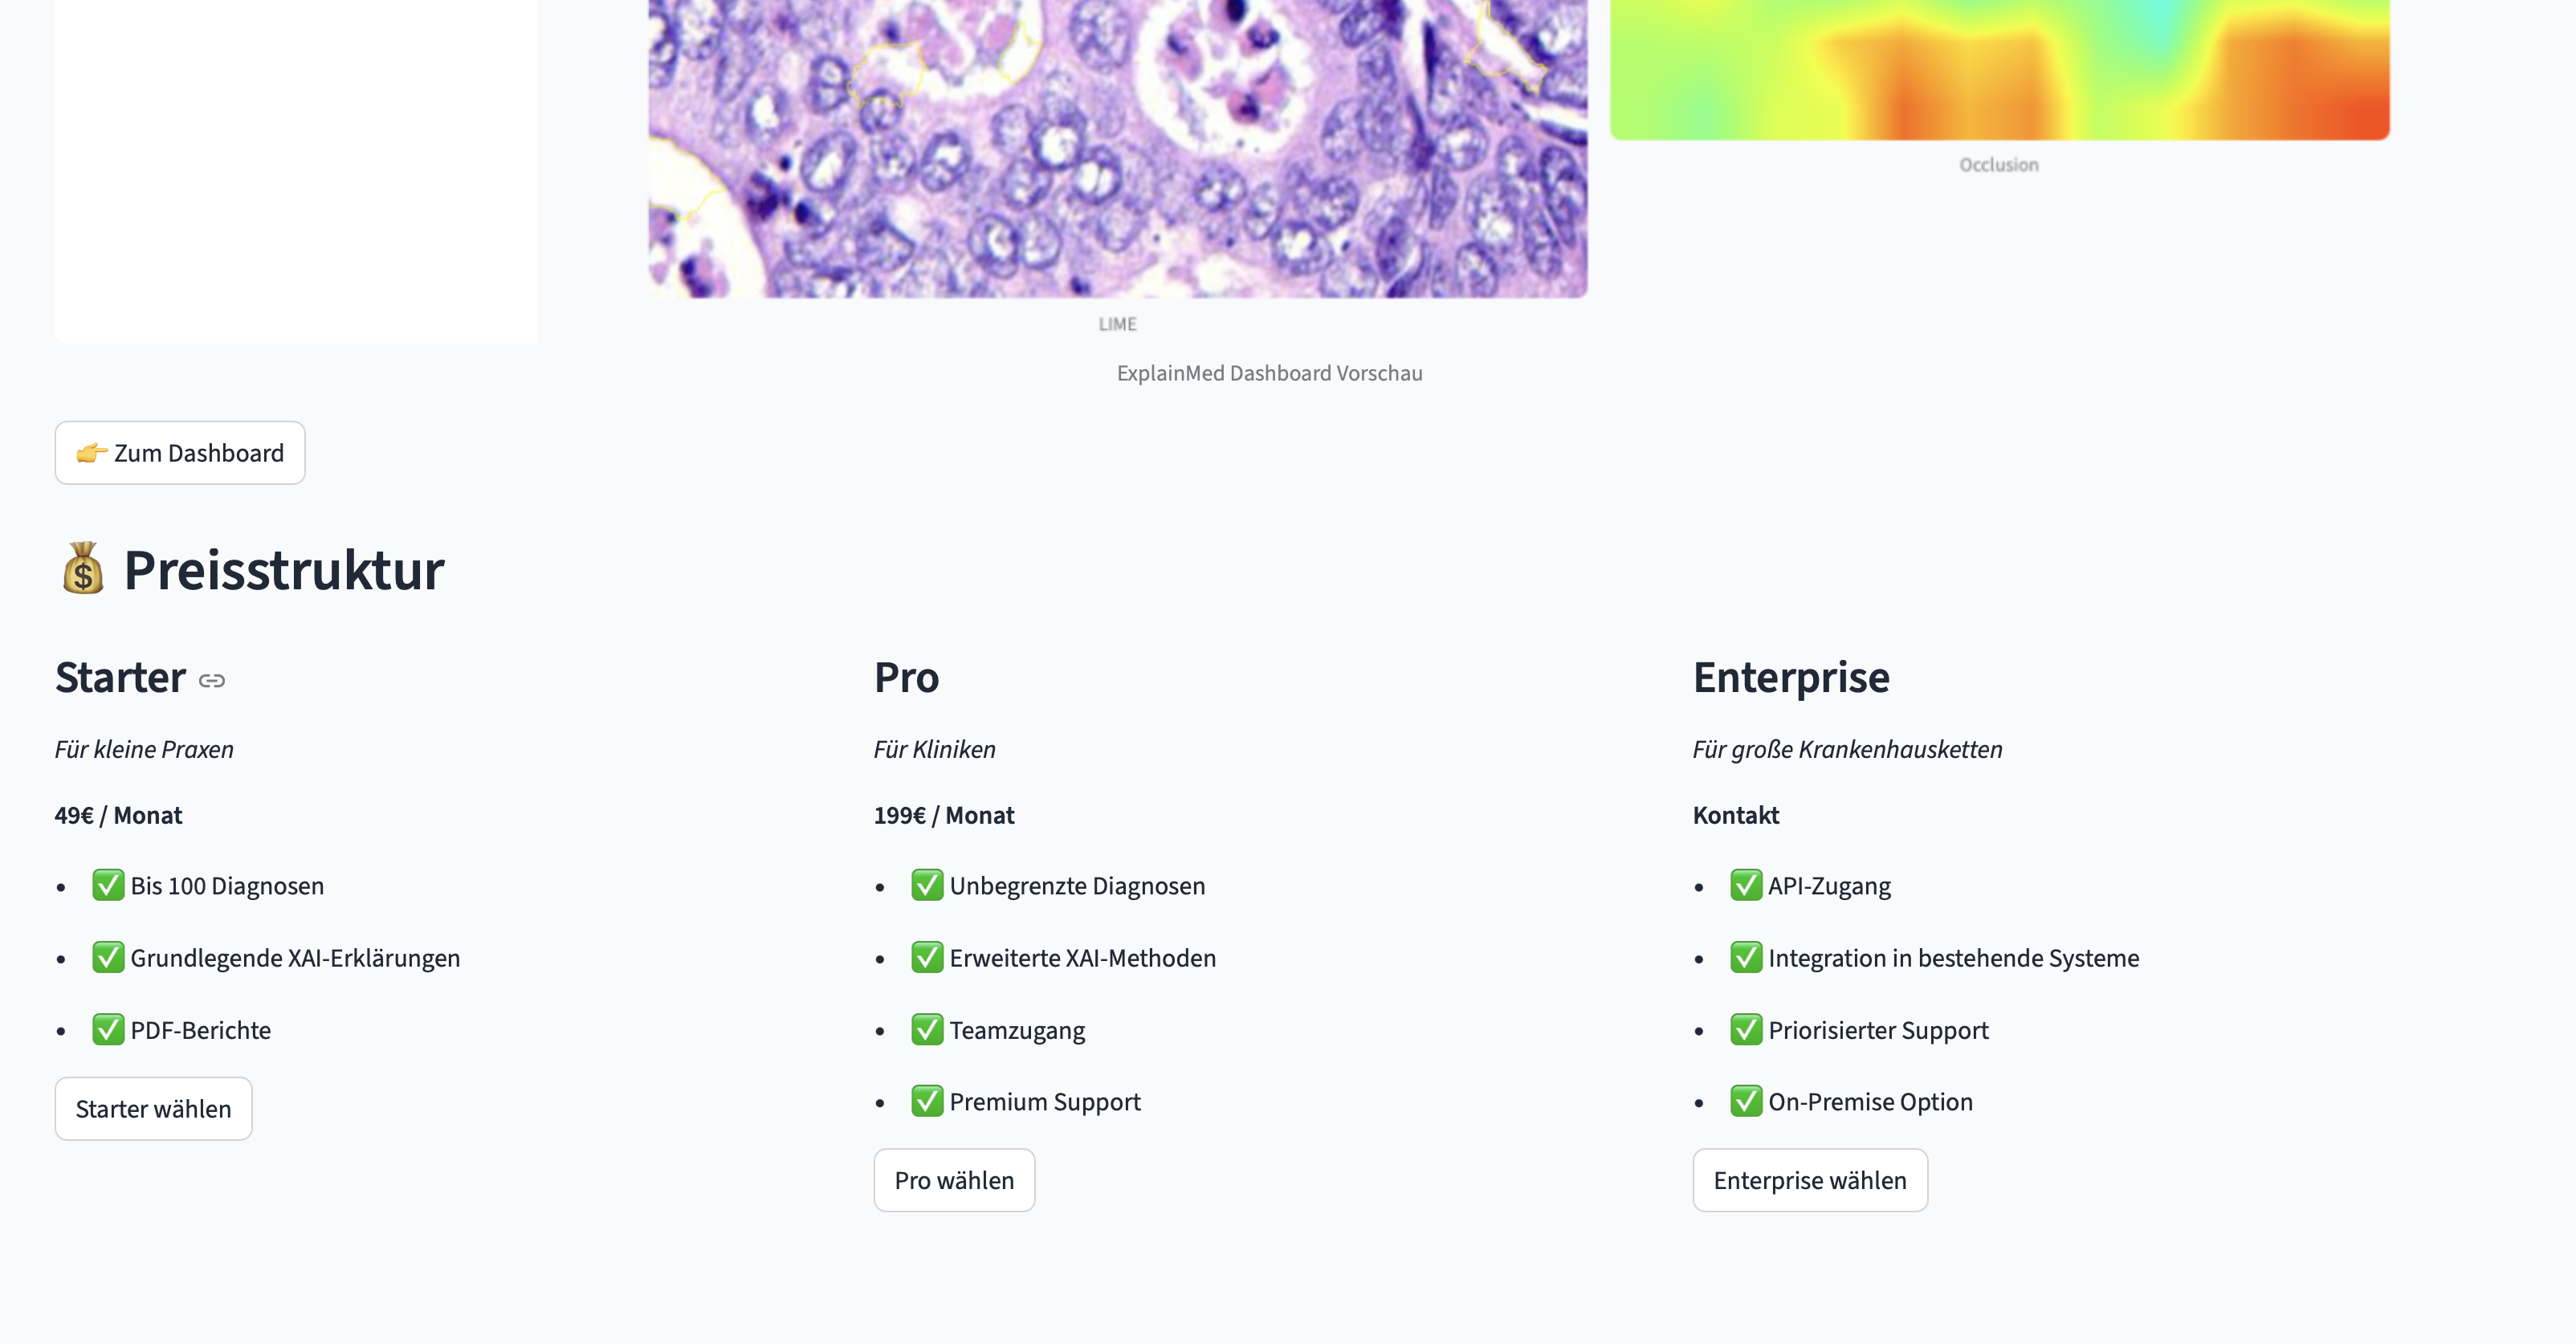 Occlusion
LIME
ExplainMed Dashboard Vorschau
👉 Zum Dashboard
💰 Preisstruktur
Starter
Für kleine Praxen
49€ / Monat
• ✅ Bis 100 Diagnosen
• ✅ Grundlegende XAI-Erklärungen
• ✅ PDF-Berichte
Starter wählen
Pro
Für Kliniken
199€ / Monat
• ✅ Unbegrenzte Diagnosen
• ✅ Erweiterte XAI-Methoden
• ✅ Teamzugang
• ✅ Premium Support
Pro wählen
Enterprise
Für große Krankenhausketten
Kontakt
• ✅ API-Zugang
• ✅ Integration in bestehende Systeme
• ✅ Priorisierter Support
• ✅ On-Premise Option
Enterprise wählen